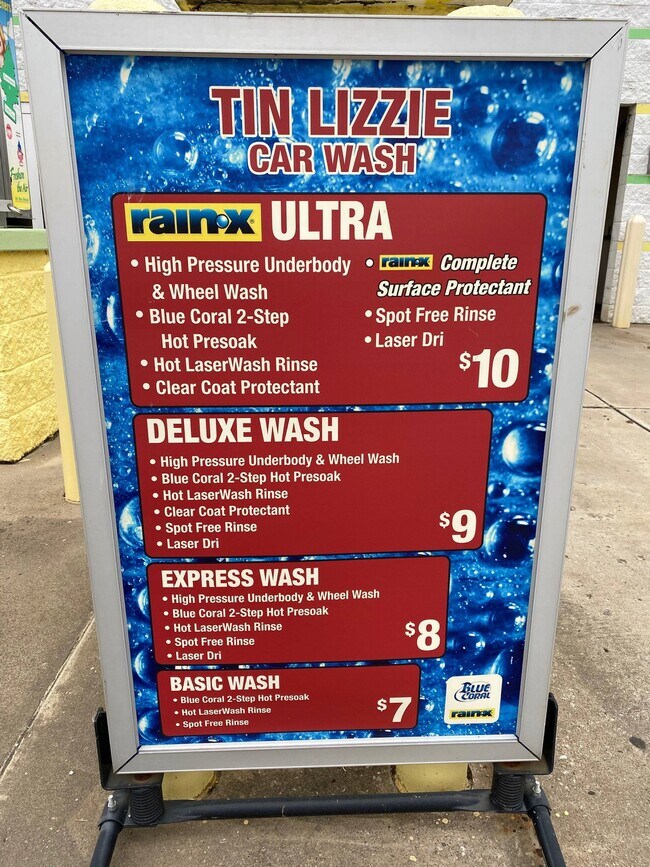 TIN LIZZIE
CAR WASH
rain-x ULTRA
• High Pressure Underbody
& Wheel Wash
• Blue Coral 2-Step
Hot Presoak
• Hot LaserWash Rinse
• Clear Coat Protectant
• rain-x Complete
Surface Protectant
• Spot Free Rinse
• Laser Dri
$10
DELUXE WASH
• High Pressure Underbody & Wheel Wash
• Blue Coral 2-Step Hot Presoak
• Hot LaserWash Rinse
• Clear Coat Protectant
• Spot Free Rinse
• Laser Dri
$9
EXPRESS WASH
• High Pressure Underbody & Wheel Wash
• Blue Coral 2-Step Hot Presoak
• Hot LaserWash Rinse
• Spot Free Rinse
• Laser Dri
$8
BASIC WASH
• Blue Coral 2-Step Hot Presoak
• Hot LaserWash Rinse
• Spot Free Rinse
$7
BLUE
CORAL
rain-x